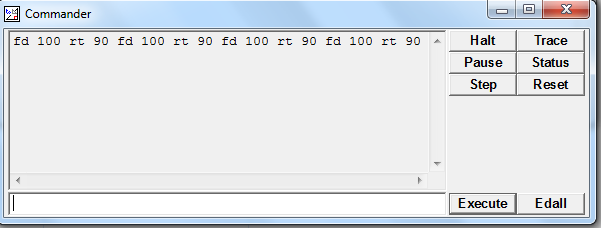 Commander
fd 100 rt 90 fd 100 rt 90 fd 100 rt 90 fd 100 rt 90
Halt
Trace
Pause
Status
Step
Reset
Execute
Edall